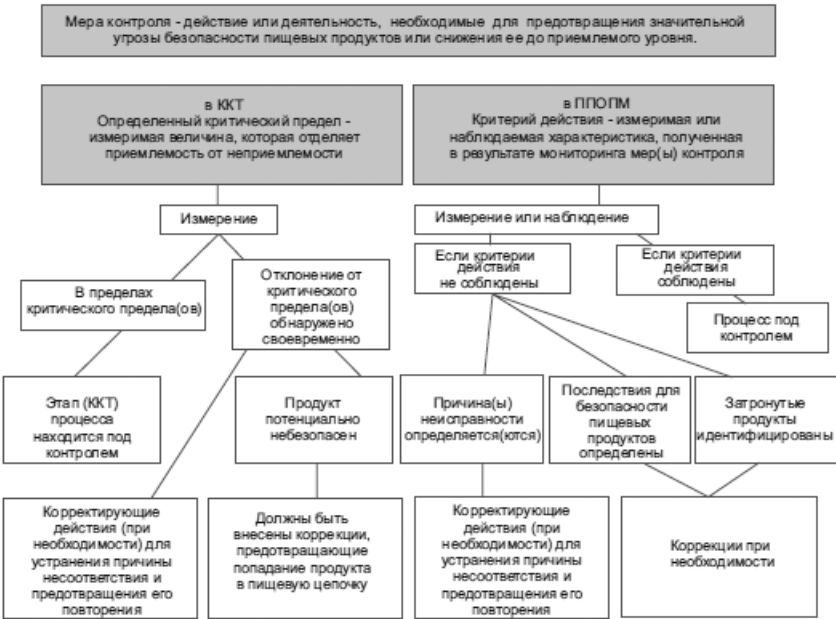 Мера контроля - действие или деятельность, необходимые для предотвращения значительной
угрозы безопасности пищевых продуктов или снижения ее до приемлемого уровня.
в ККТ
Определенный критический предел -
измеримая величина, которая отделяет
приемлемость от неприемлемости
в ППОПМ
Критерий действия - измеримая или
наблюдаемая характеристика, полученная
в результате мониторинга мер(ы) контроля
Измерение
Измерение или наблюдение
В пределах
критического предела(ов)
Отклонение от
критического
предела(ов)
обнаружено
своевременно
Если критерии
действия
не соблюдены
Если критерии
действия
соблюдены
Процесс под
контролем
Этап (ККТ)
процесса
находится под
контролем
Продукт
потенциально
небезопасен
Причина(ы)
неисправности
определяется(ются)
Последствия для
безопасности
пищевых
продуктов
определены
Затронутые
продукты
идентифицированы
Корректирующие
действия (при
необходимости) для
устранения причины
несоответствия и
предотвращения его
повторения
Должны быть
внесены коррекции,
предотвращающие
попадание продукта
в пищевую цепочку
Корректирующие
действия (при
необходимости) для
устранения причины
несоответствия и
предотвращения его
повторения
Коррекции при
необходимости